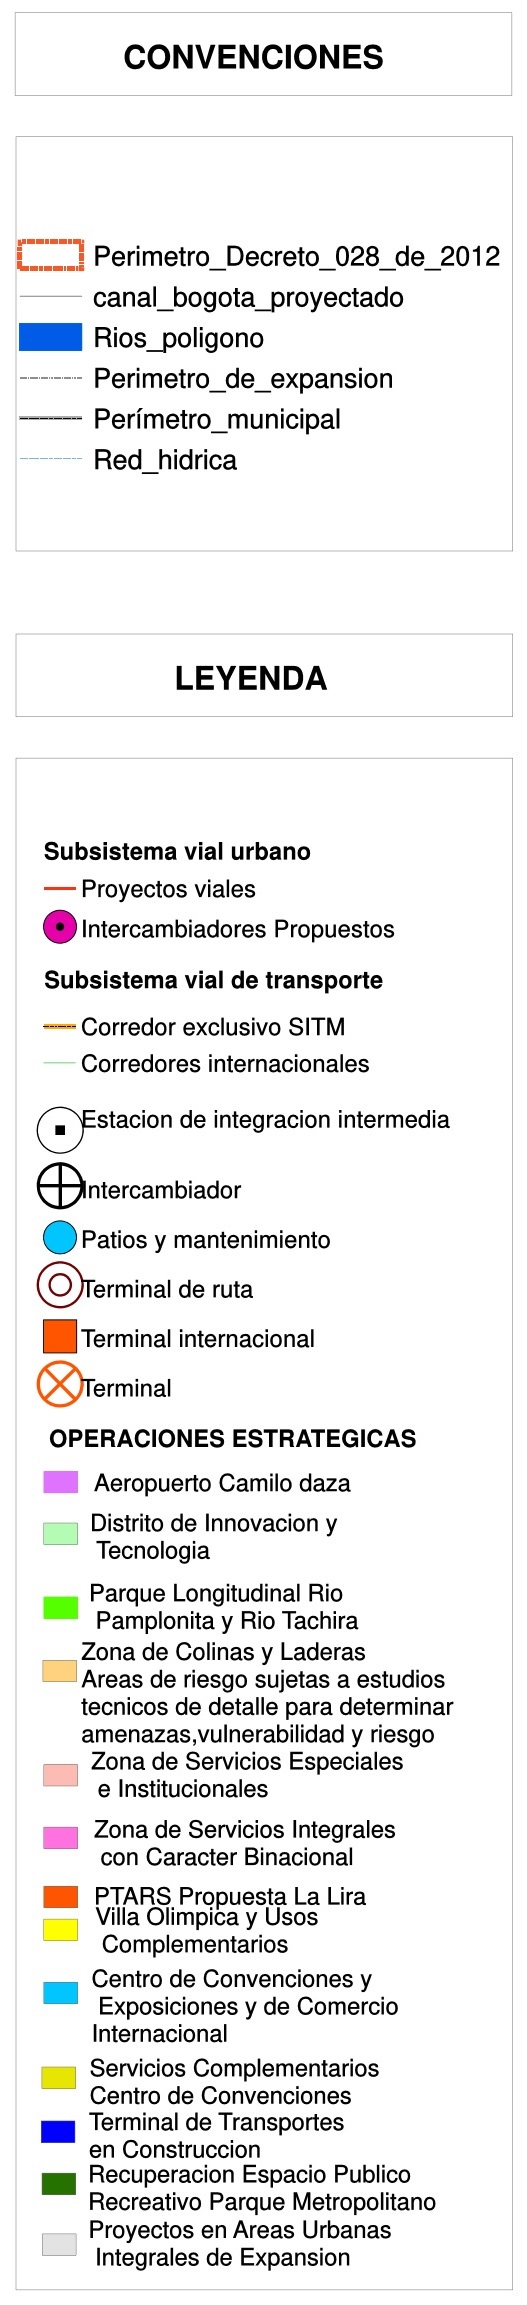 CONVENCIONES
Perimetro_Decreto_028_de_2012
canal_bogota_proyectado
Rios_poligono
Perimetro_de_expansion
Perímetro_municipal
Red_hidrica
LEYENDA
Subsistema vial urbano
Proyectos viales
Intercambiadores Propuestos
Subsistema vial de transporte
Corredor exclusivo SITM
Corredores internacionales
Estacion de integracion intermedia
Intercambiador
Patios y mantenimiento
Terminal de ruta
Terminal internacional
Terminal
OPERACIONES ESTRATEGICAS
Aeropuerto Camilo daza
Distrito de Innovacion y
Tecnologia
Parque Longitudinal Rio
Pamplonita y Rio Tachira
Zona de Colinas y Laderas
Areas de riesgo sujetas a estudios
tecnicos de detalle para determinar
amenazas,vulnerabilidad y riesgo
Zona de Servicios Especiales
e Institucionales
Zona de Servicios Integrales
con Caracter Binacional
PTARS Propuesta La Lira
Villa Olimpica y Usos
Complementarios
Centro de Convenciones y
Exposiciones y de Comercio
Internacional
Servicios Complementarios
Centro de Convenciones
Terminal de Transportes
en Construccion
Recuperacion Espacio Publico
Recreativo Parque Metropolitano
Proyectos en Areas Urbanas
Integrales de Expansion